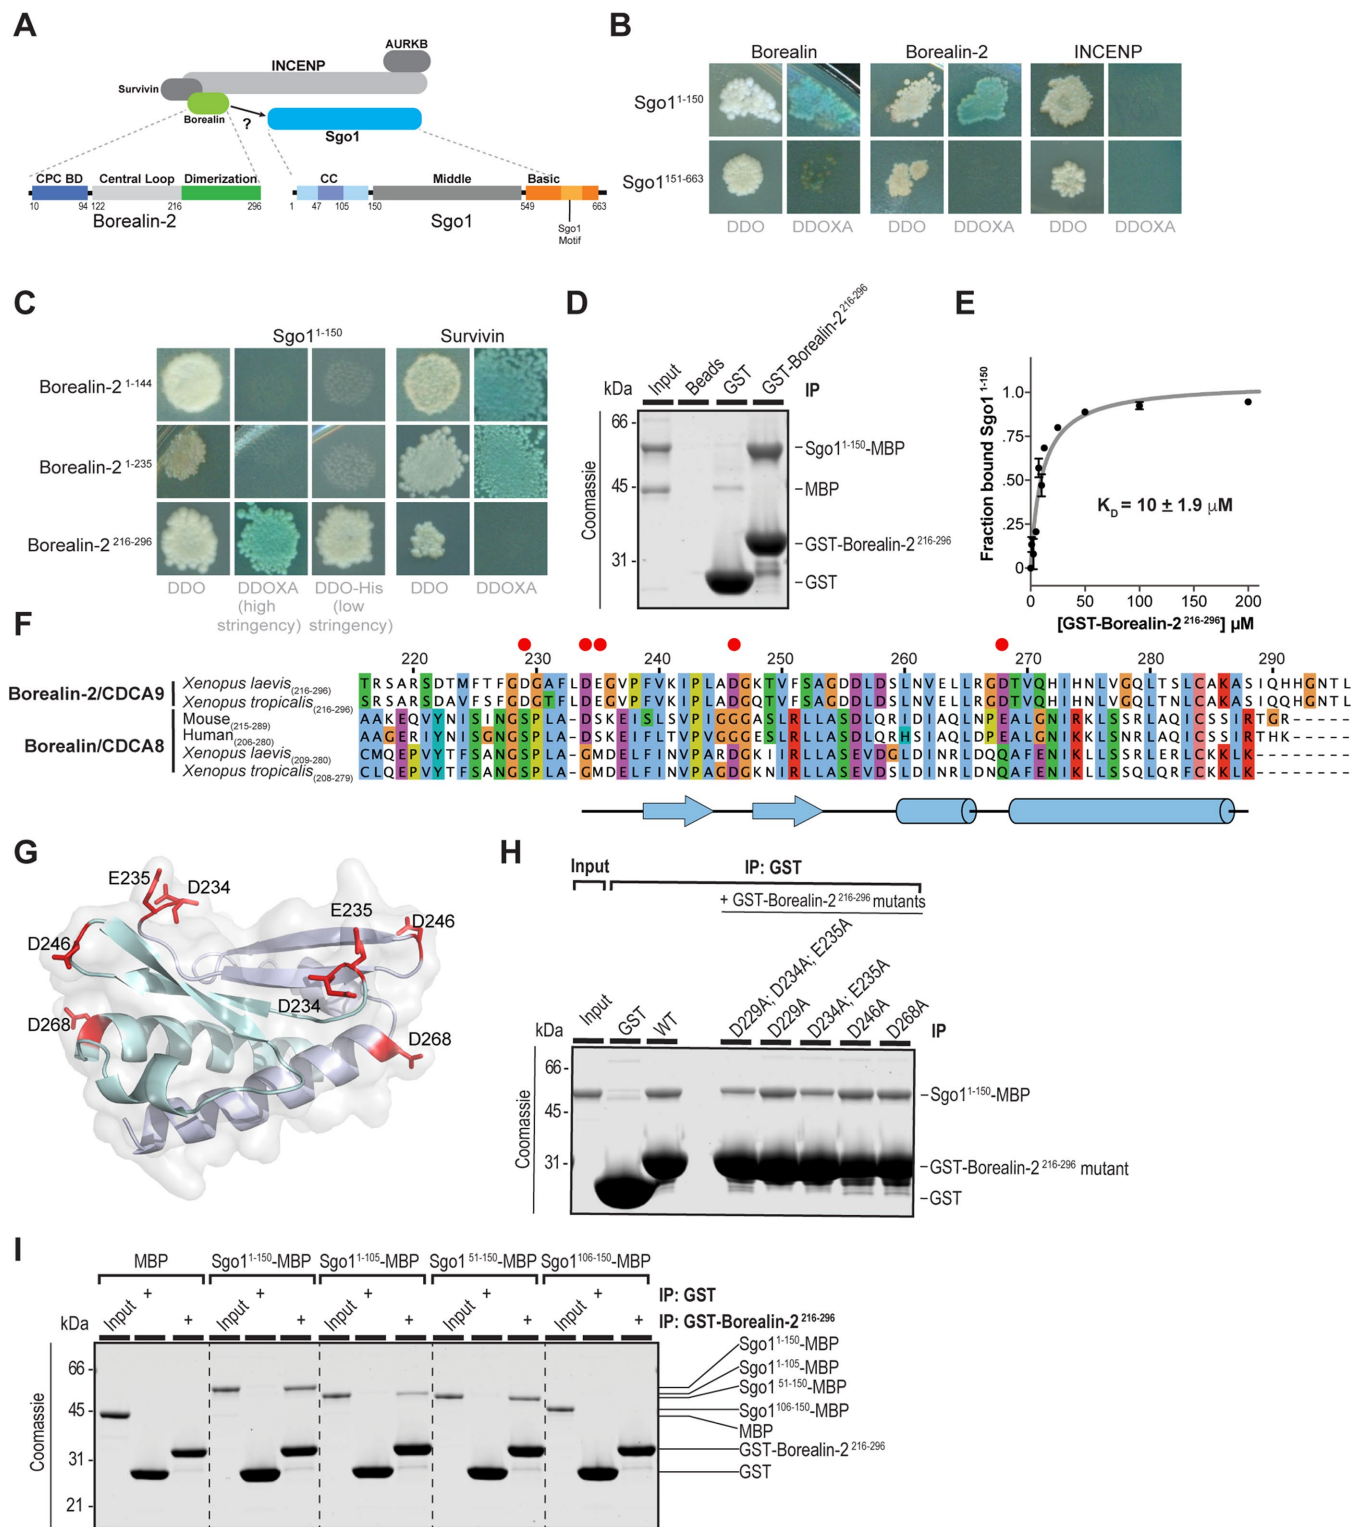 A
AURKB
INCENP
Survivin
Borealin
?
Sgo1
CPC BD Central Loop Dimerization
10 94 122 216 296
Borealin-2
CC Middle Basic
1 47 105 150 549 663
Sgo1
Sgo1
Motif
B
Borealin Borealin-2 INCENP
Sgo1 1-150
Sgo1 151-663
DDO DDOXA DDO DDOXA DDO DDOXA
C
Sgo1 1-150 Survivin
Borealin-2 1-144
Borealin-2 1-235
Borealin-2 216-296
DDO DDOXA (high stringency) DDO-His (low stringency) DDO DDOXA
D
kDa Input Beads GST GST-Borealin-2 216-296 IP
66 -
45 -
31 -
Coomassie
Sgo1 1-150-MBP
MBP
GST-Borealin-2 216-296
GST
E
Fraction bound Sgo1 1-150
1.0
.75
.50
.25
0
K D = 10 ± 1.9 µM
0 50 100 150 200
[GST-Borealin-2 216-296] µM
F
220 230 240 250 260 270 280 290
Borealin-2/CDCA9
Xenopus laevis (216-296) TRSARSDTMFTFGDGAFLDEGVPFVKIPLADGKTVFSAGDDLDSLNVELLRGDTVQHIHNLVGQLTSLCAKASIQHHGNTL
Xenopus tropicalis (216-296) SRSARSDAVFSFGDGTFLDEGVPFVKIPLADGQTVFSAGDDLDSLNVELLRGDTVQHIHNLVGQLTNLCAKASIQQHGNTL
Borealin/CDCA8
Mouse (215-289) AAKEQVYNISINGSPLA-DSKEISLSVPIGGGASLRLLASDLQRIDIAQLNPEALGNIRKLSSRLAQICSSIRTGR-----
Human (206-280) AAGERIYNISGNGSPLA-DSKEIFLTVPVGGGESLRLLASDLQRHSIAQLDPEALGNIKKLSNRLAQICSSIRTHK-----
Xenopus laevis (209-280) CMQEPVYTFSANGSPLA-GMDELFINVPARDGKIRLLASEVDGLDINRLDNQAFENIKLLSSRLQRFCKKLK--------
Xenopus tropicalis (208-279) CLQEPVYTFSANGSPLA-GMDELFINVPAGDGKNIRLLASEVDSLDINRLDNQAFENIKLLSSQLQRFCKKLK--------
G
E235
D234
D246
D268
E235
D246
D234
D268
H
Input IP: GST
+ GST-Borealin-2 216-296 mutants
kDa Input GST WT D229A; D234A; E235A D229A D234A; E235A D246A D268A IP
66 -
45 -
31 -
Coomassie
Sgo1 1-150-MBP
GST-Borealin-2 216-296 mutant
GST
I
MBP Sgo1 1-150-MBP Sgo1 1-105-MBP Sgo1 51-150-MBP Sgo1 106-150-MBP
Input + Input + Input + Input + Input + IP: GST
kDa + + + + + IP: GST-Borealin-2 216-296
66 -
45 -
31 -
21 -
Coomassie
Sgo1 1-150-MBP
Sgo1 1-105-MBP
Sgo1 51-150-MBP
Sgo1 106-150-MBP
MBP
GST-Borealin-2 216-296
GST